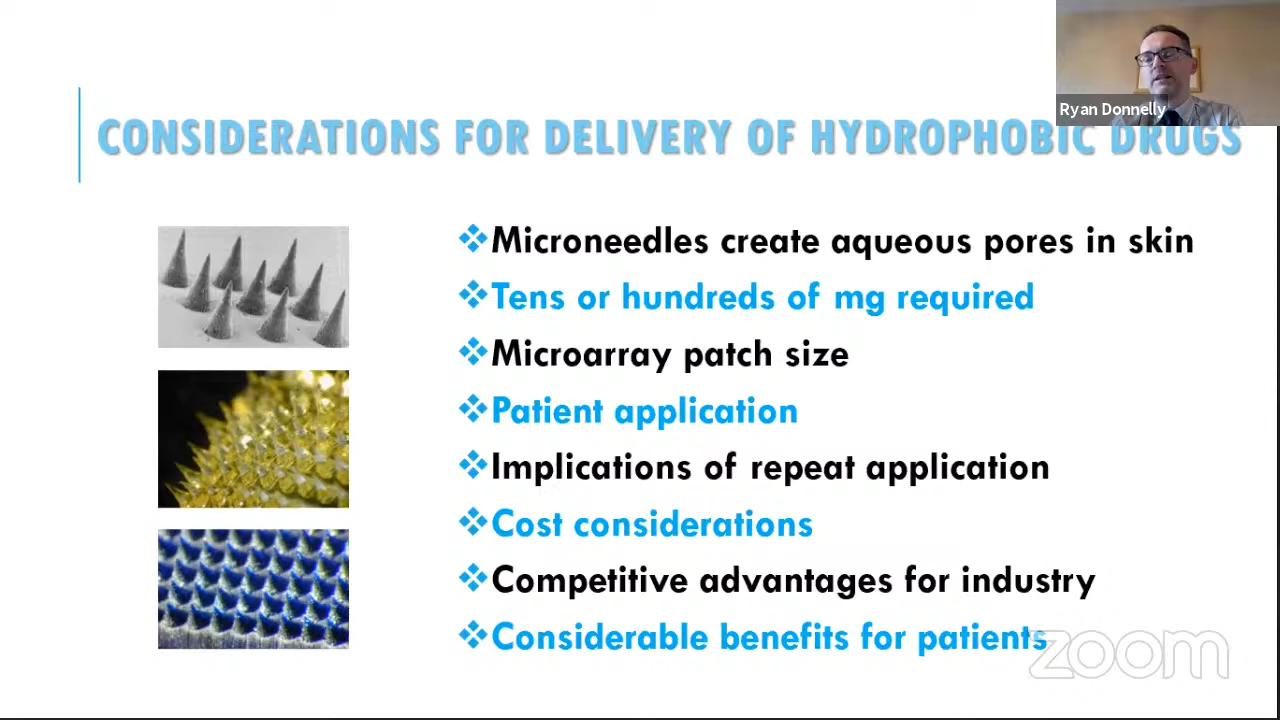 Ryan Donnelly
CONSIDERATIONS FOR DELIVERY OF HYDROPHOBIC DRUGS
❖Microneedles create aqueous pores in skin
❖Tens or hundreds of mg required
❖Microarray patch size
❖Patient application
❖Implications of repeat application
❖Cost considerations
❖Competitive advantages for industry
❖Considerable benefits for patients
zoom